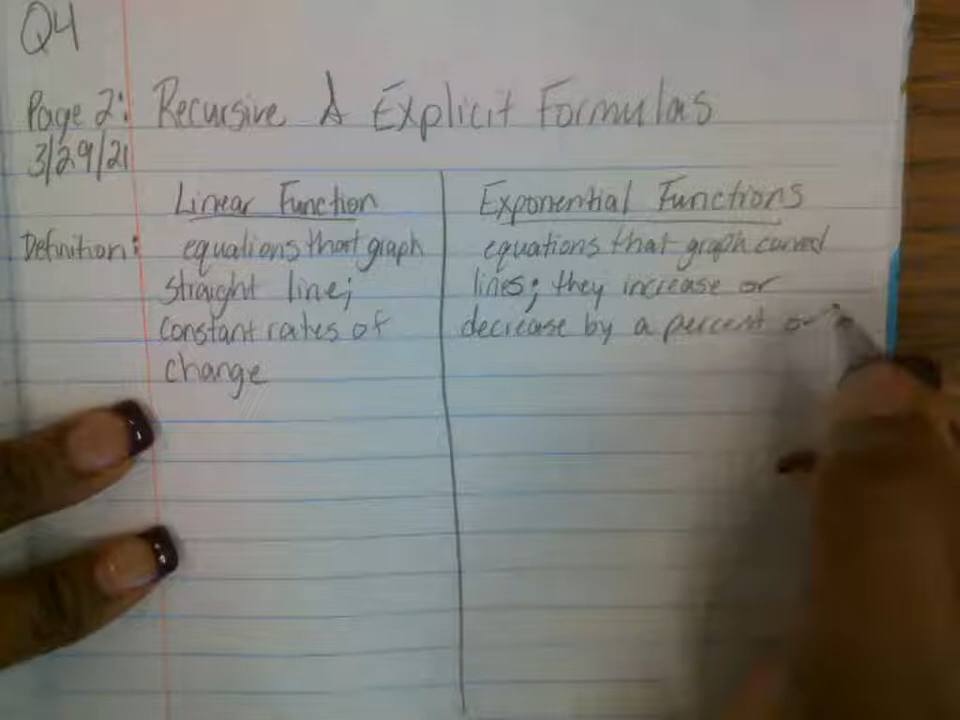 Q4
Page 2: Recursive & Explicit Formulas
3/29/21
Linear Function
Definition: equations that graph
straight line;
constant rates of
change
Exponential Functions
equations that graph curved
lines; they increase or
decrease by a percent or